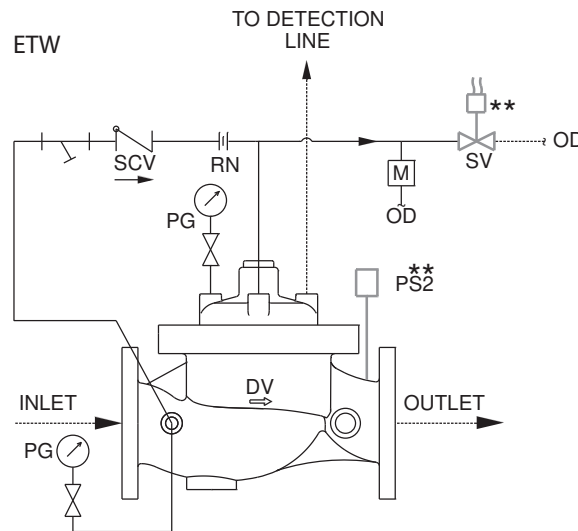 TO DETECTION
LINE
ETW
**
SCV
RN
SV
OD
M
OD
PG
**
PS2
DV
INLET
OUTLET
PG